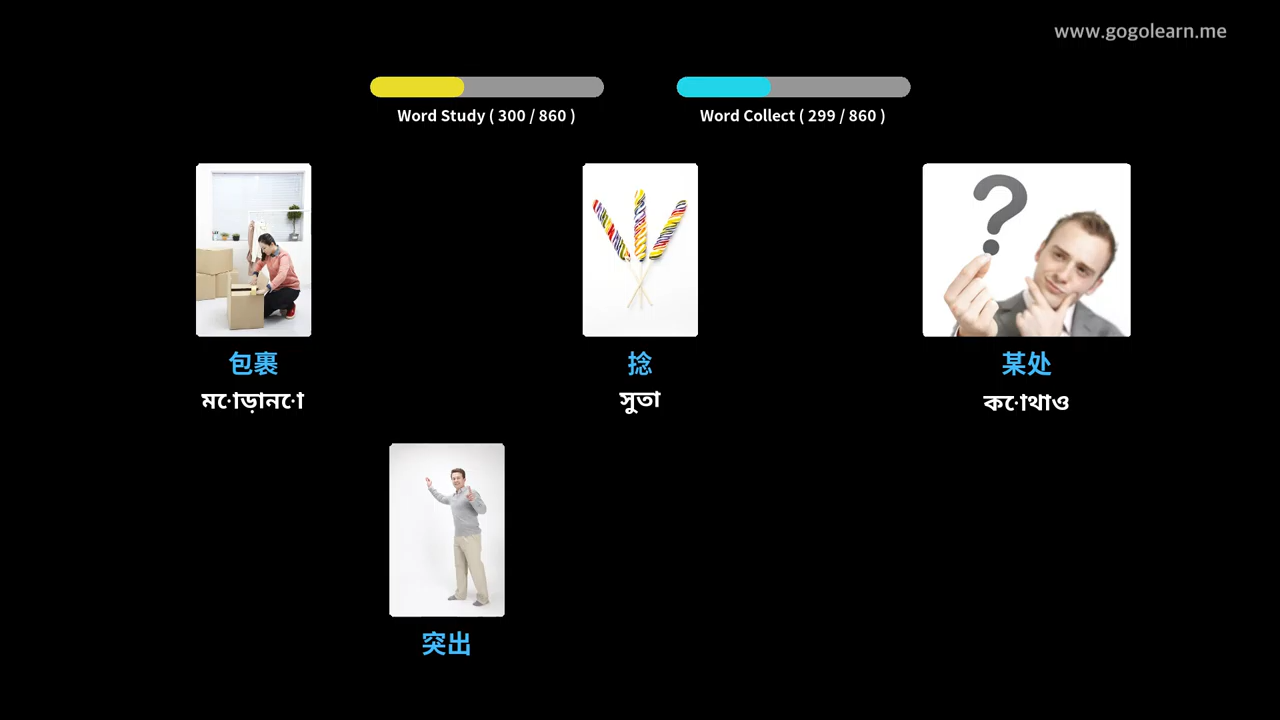 www.gogolearn.me
Word Study ( 300 / 860 )
Word Collect ( 299 / 860 )
包裹
মোড়ানো
捻
সুতা
某处
কোথাও
突出